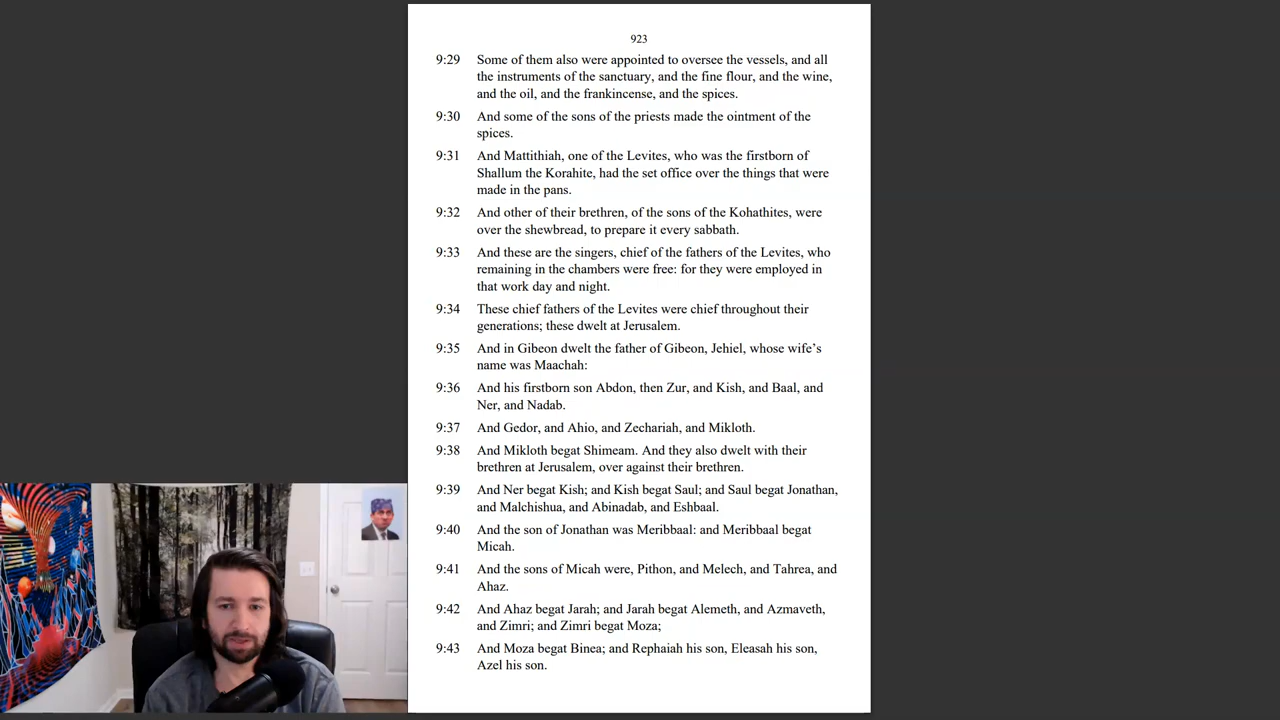 923
9:29 Some of them also were appointed to oversee the vessels, and all
the instruments of the sanctuary, and the fine flour, and the wine,
and the oil, and the frankincense, and the spices.
9:30 And some of the sons of the priests made the ointment of the
spices.
9:31 And Mattithiah, one of the Levites, who was the firstborn of
Shallum the Korahite, had the set office over the things that were
made in the pans.
9:32 And other of their brethren, of the sons of the Kohathites, were
over the shewbread, to prepare it every sabbath.
9:33 And these are the singers, chief of the fathers of the Levites, who
remaining in the chambers were free: for they were employed in
that work day and night.
9:34 These chief fathers of the Levites were chief throughout their
generations; these dwelt at Jerusalem.
9:35 And in Gibeon dwelt the father of Gibeon, Jehiel, whose wife’s
name was Maachah:
9:36 And his firstborn son Abdon, then Zur, and Kish, and Baal, and
Ner, and Nadab.
9:37 And Gedor, and Ahio, and Zechariah, and Mikloth.
9:38 And Mikloth begat Shimeam. And they also dwelt with their
brethren at Jerusalem, over against their brethren.
9:39 And Ner begat Kish; and Kish begat Saul; and Saul begat Jonathan,
and Malchishua, and Abinadab, and Eshbaal.
9:40 And the son of Jonathan was Meribbaal: and Meribbaal begat
Micah.
9:41 And the sons of Micah were, Pithon, and Melech, and Tahrea, and
Ahaz.
9:42 And Ahaz begat Jarah; and Jarah begat Alemeth, and Azmaveth,
and Zimri; and Zimri begat Moza;
9:43 And Moza begat Binea; and Rephaiah his son, Eleasah his son,
Azel his son.